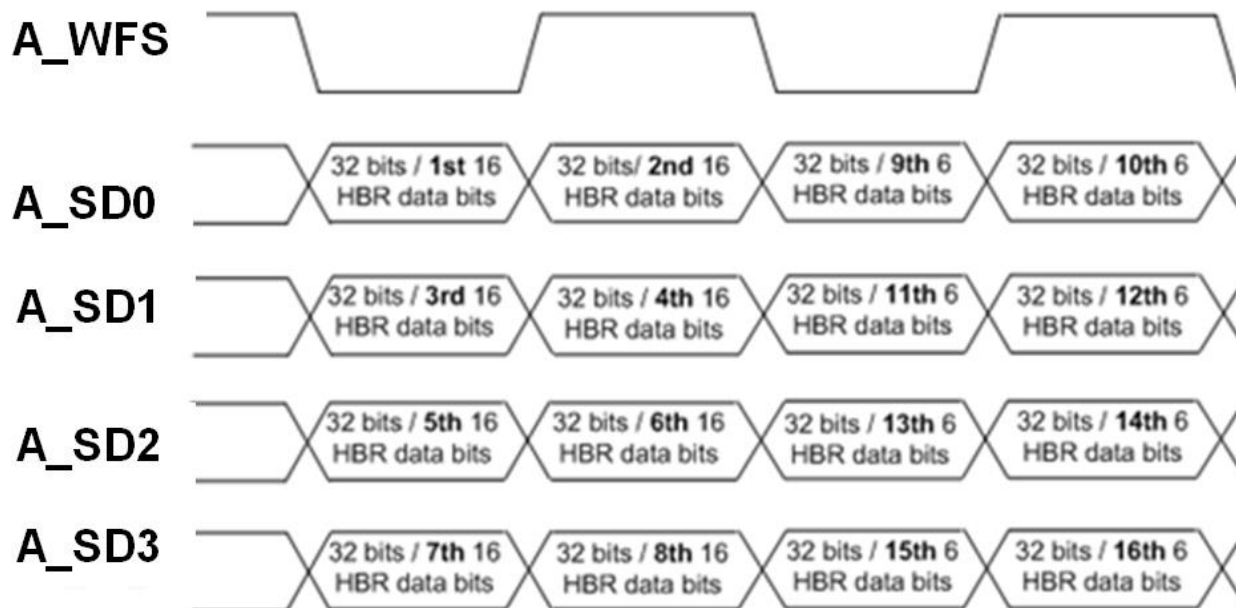 A_WFS
A_SD0
32 bits / 1st 16
HBR data bits
32 bits/ 2nd 16
HBR data bits
32 bits / 9th 6
HBR data bits
32 bits / 10th 6
HBR data bits
A_SD1
32 bits / 3rd 16
HBR data bits
32 bits / 4th 16
HBR data bits
32 bits / 11th 6
HBR data bits
32 bits / 12th 6
HBR data bits
A_SD2
32 bits / 5th 16
HBR data bits
32 bits / 6th 16
HBR data bits
32 bits / 13th 6
HBR data bits
32 bits / 14th 6
HBR data bits
A_SD3
32 bits / 7th 16
HBR data bits
32 bits / 8th 16
HBR data bits
32 bits / 15th 6
HBR data bits
32 bits / 16th 6
HBR data bits